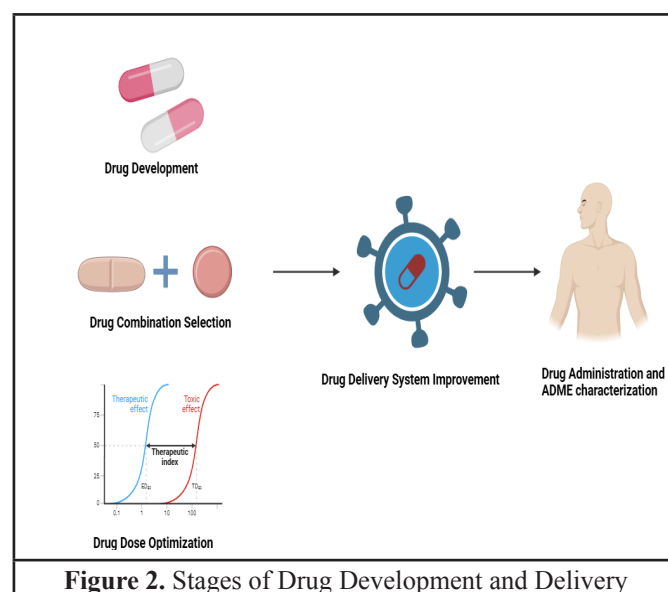 Drug Development
Drug Combination Selection
Drug Delivery System Improvement
Drug Administration and
ADME characterization
Therapeutic
effect
Toxic
effect
75
50
Therapeutic
index
25
ED₅₀
TD₅₀
0
0.1 1 10 100
Drug Dose Optimization
Figure 2. Stages of Drug Development and Delivery